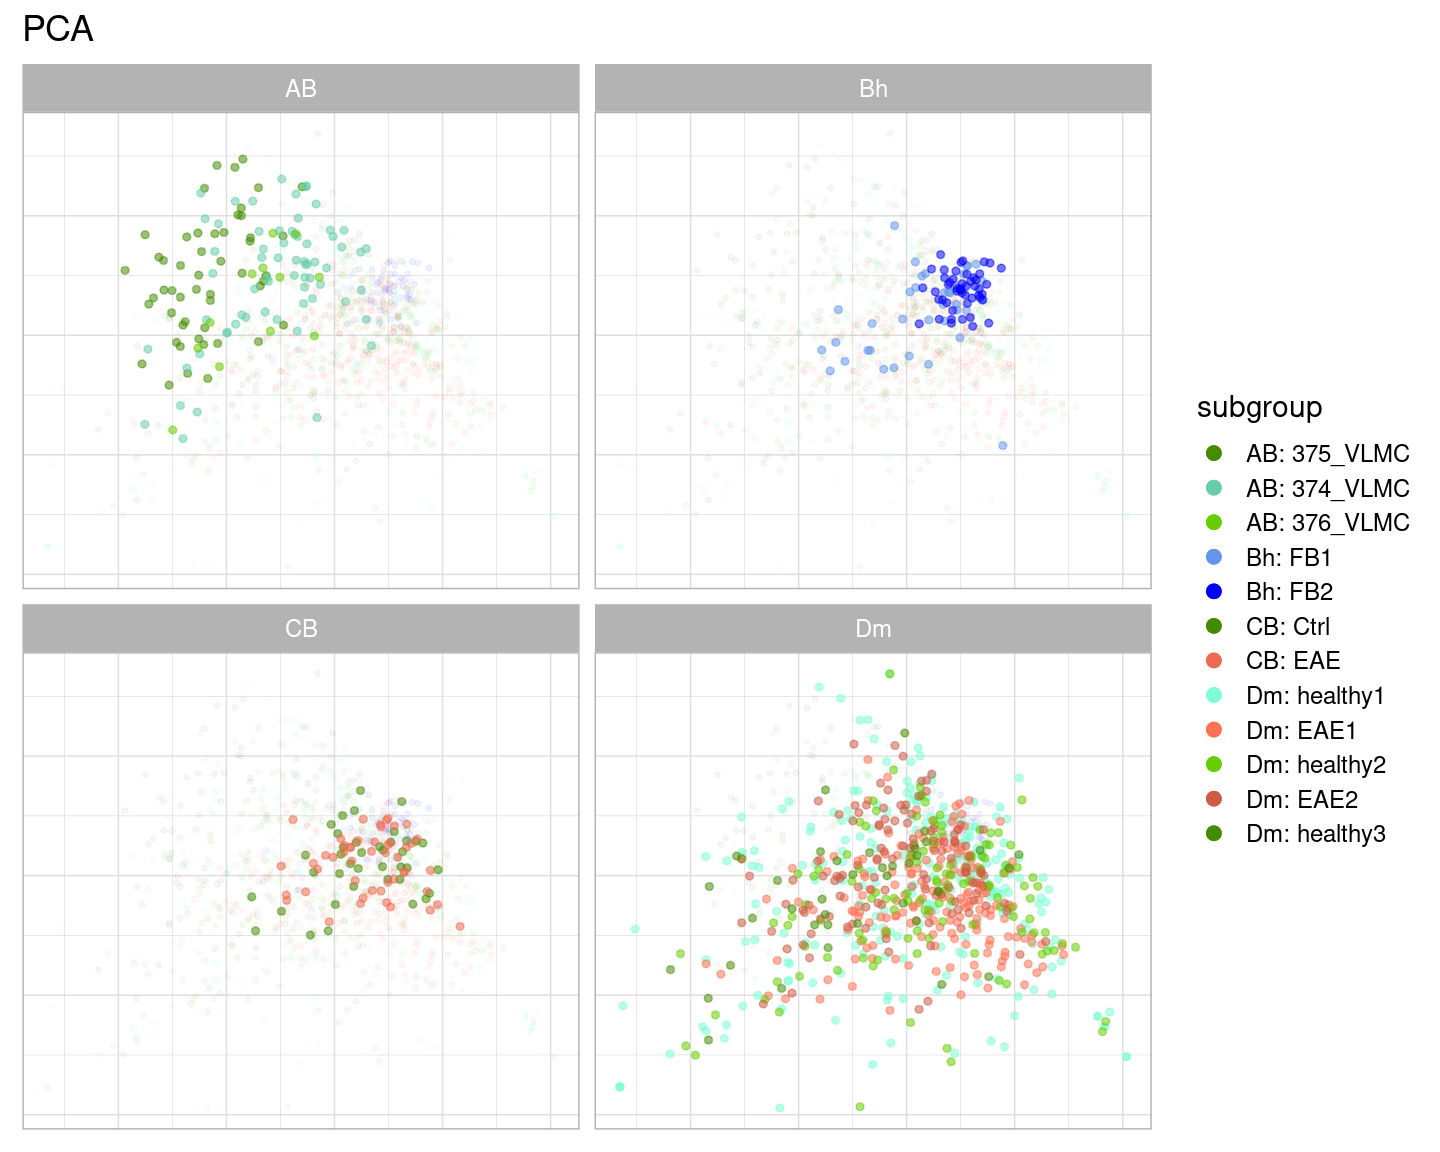 PCA
AB
Bh
CB
Dm
subgroup
AB: 375_VLMC
AB: 374_VLMC
AB: 376_VLMC
Bh: FB1
Bh: FB2
CB: Ctrl
CB: EAE
Dm: healthy1
Dm: EAE1
Dm: healthy2
Dm: EAE2
Dm: healthy3